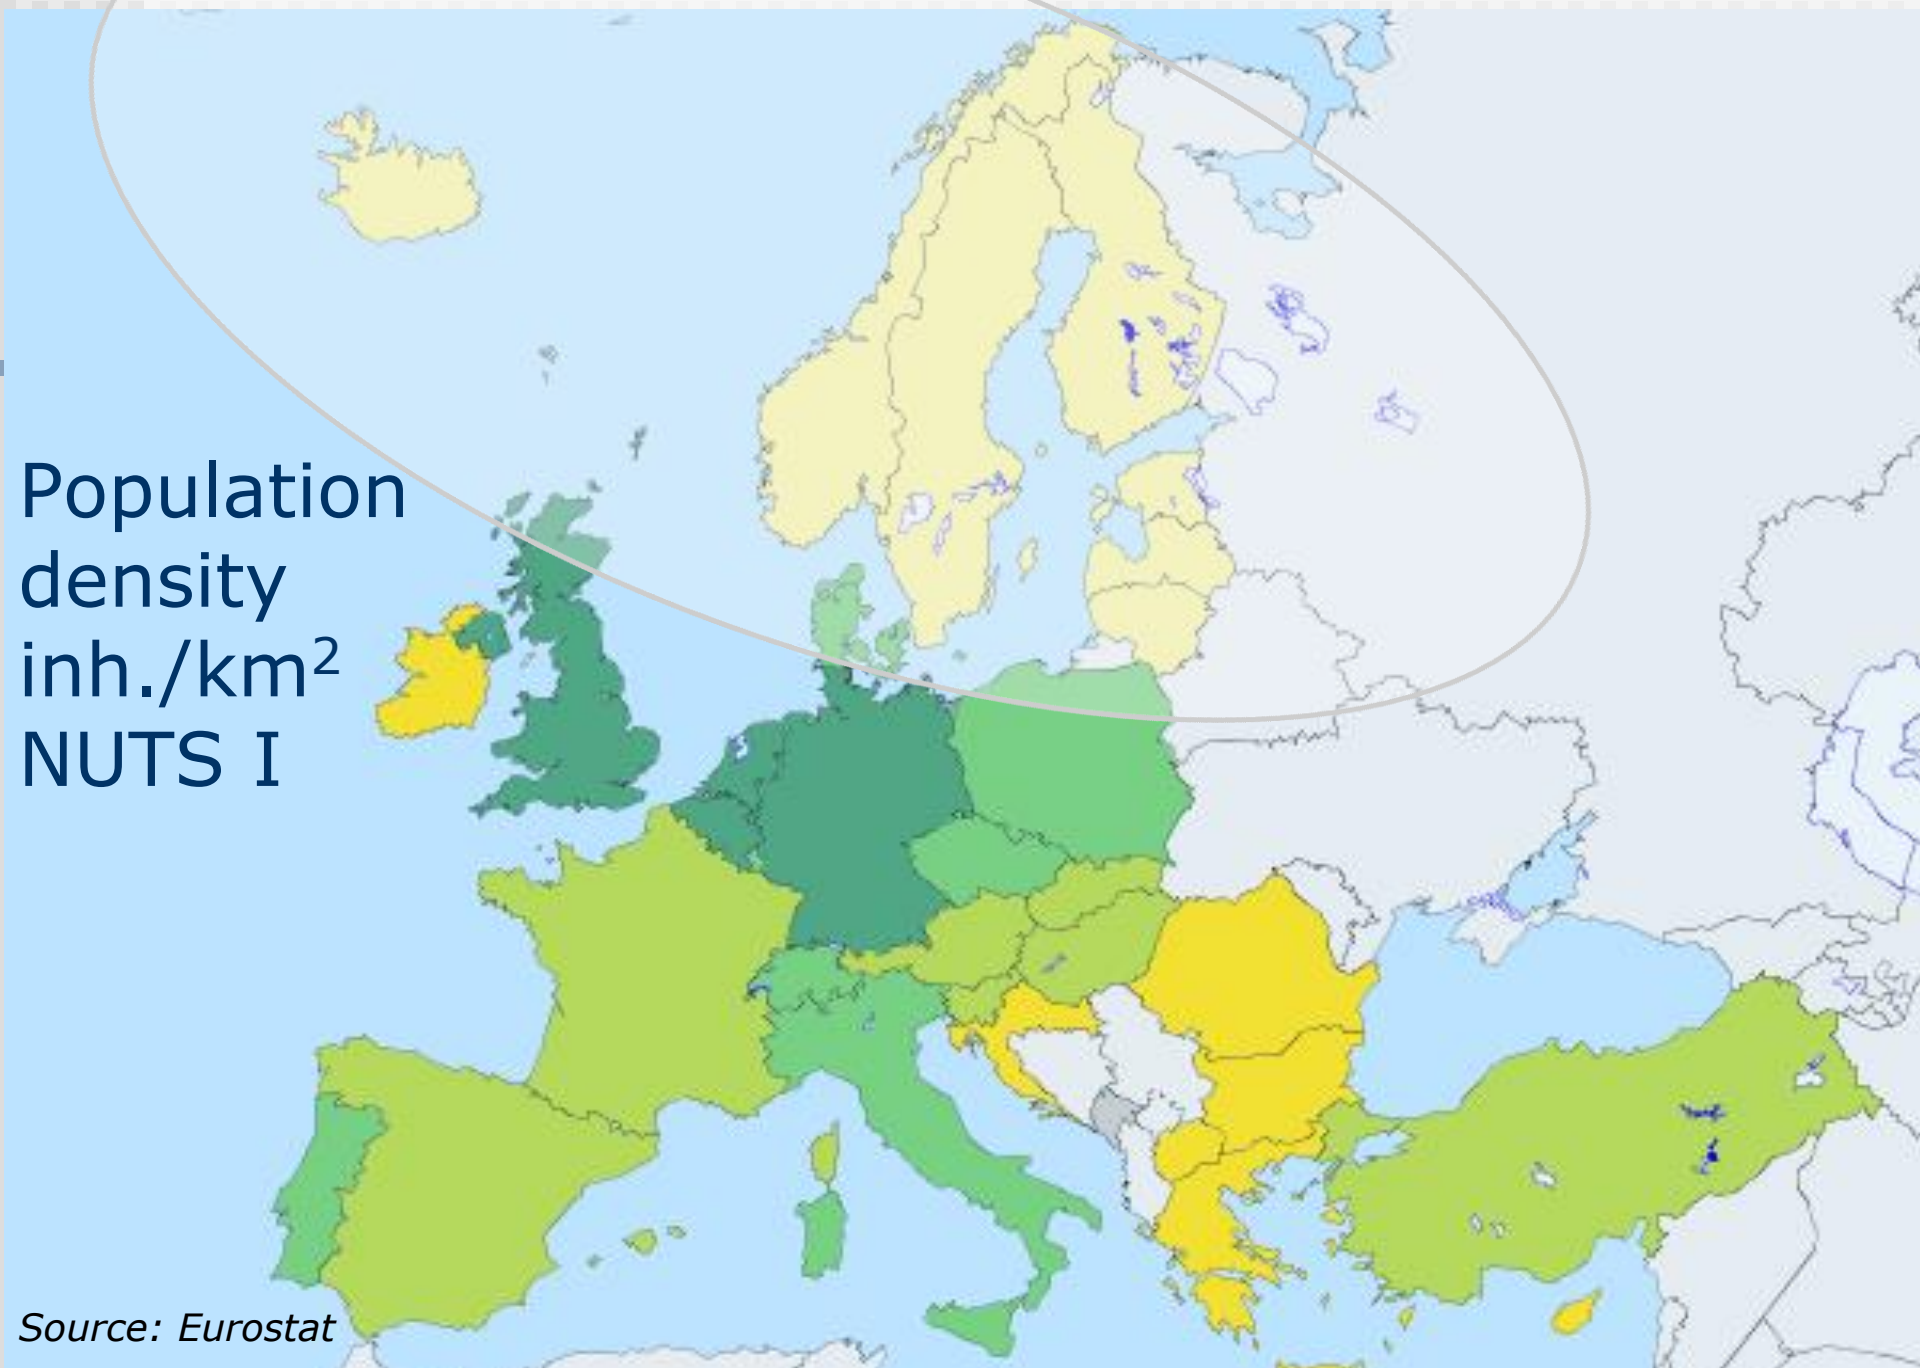 Population
density
inh./km²
NUTS I
Source: Eurostat